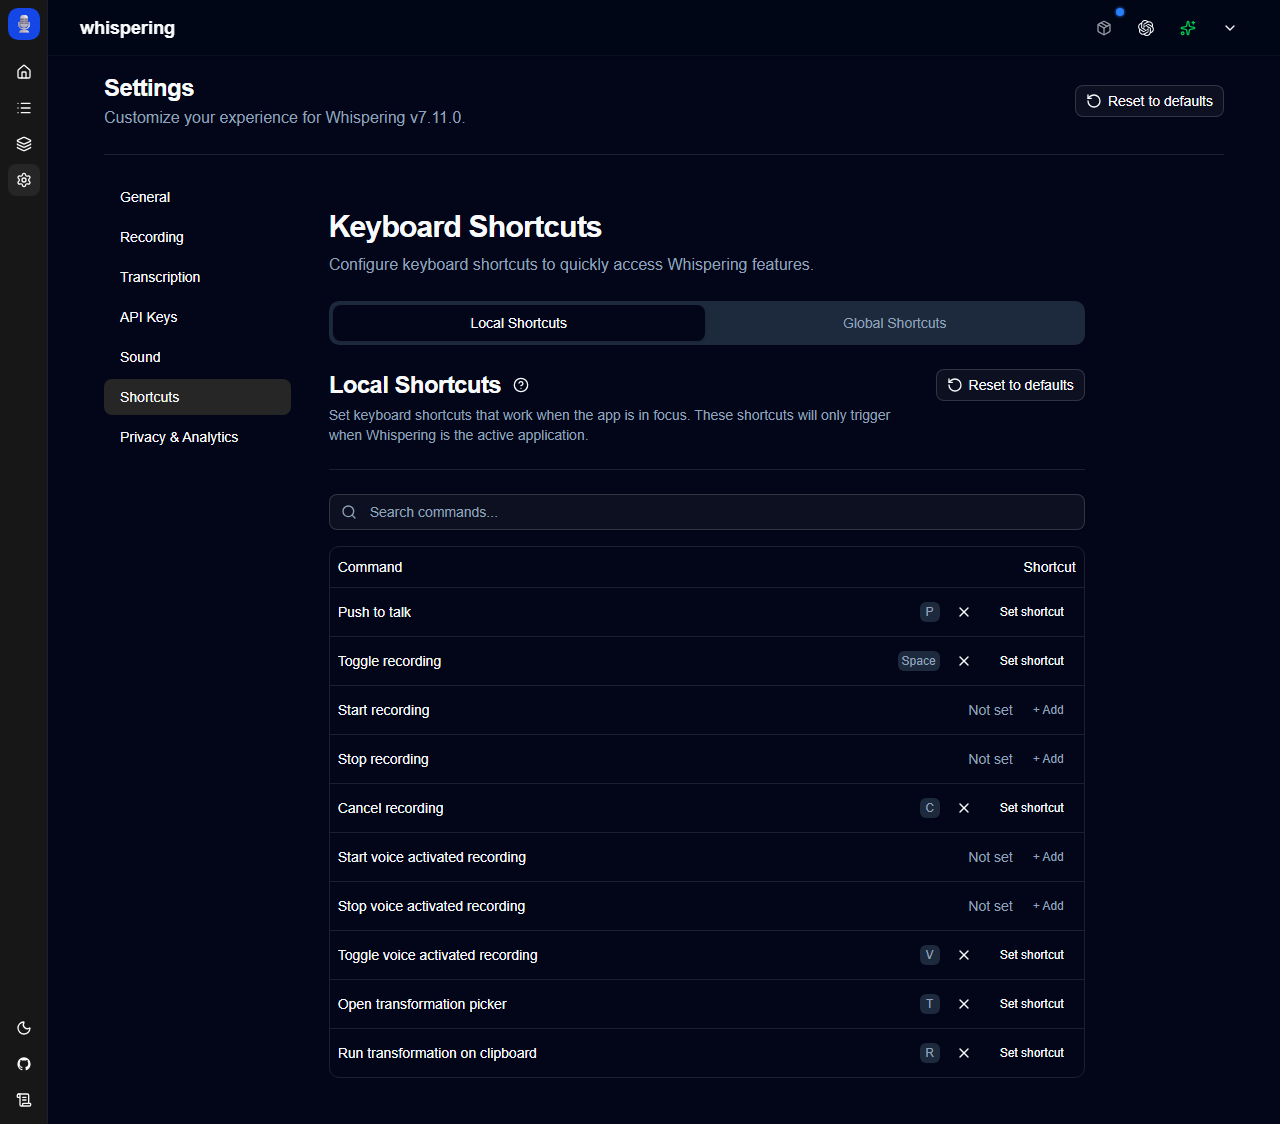 whispering
Settings
Customize your experience for Whispering v7.11.0.
Reset to defaults
General
Recording
Transcription
API Keys
Sound
Shortcuts
Privacy & Analytics
Keyboard Shortcuts
Configure keyboard shortcuts to quickly access Whispering features.
Local Shortcuts
Global Shortcuts
Local Shortcuts
Reset to defaults
Set keyboard shortcuts that work when the app is in focus. These shortcuts will only trigger
when Whispering is the active application.
Search commands...
Command Shortcut
Push to talk P Set shortcut
Toggle recording Space Set shortcut
Start recording Not set + Add
Stop recording Not set + Add
Cancel recording C Set shortcut
Start voice activated recording Not set + Add
Stop voice activated recording Not set + Add
Toggle voice activated recording V Set shortcut
Open transformation picker T Set shortcut
Run transformation on clipboard R Set shortcut